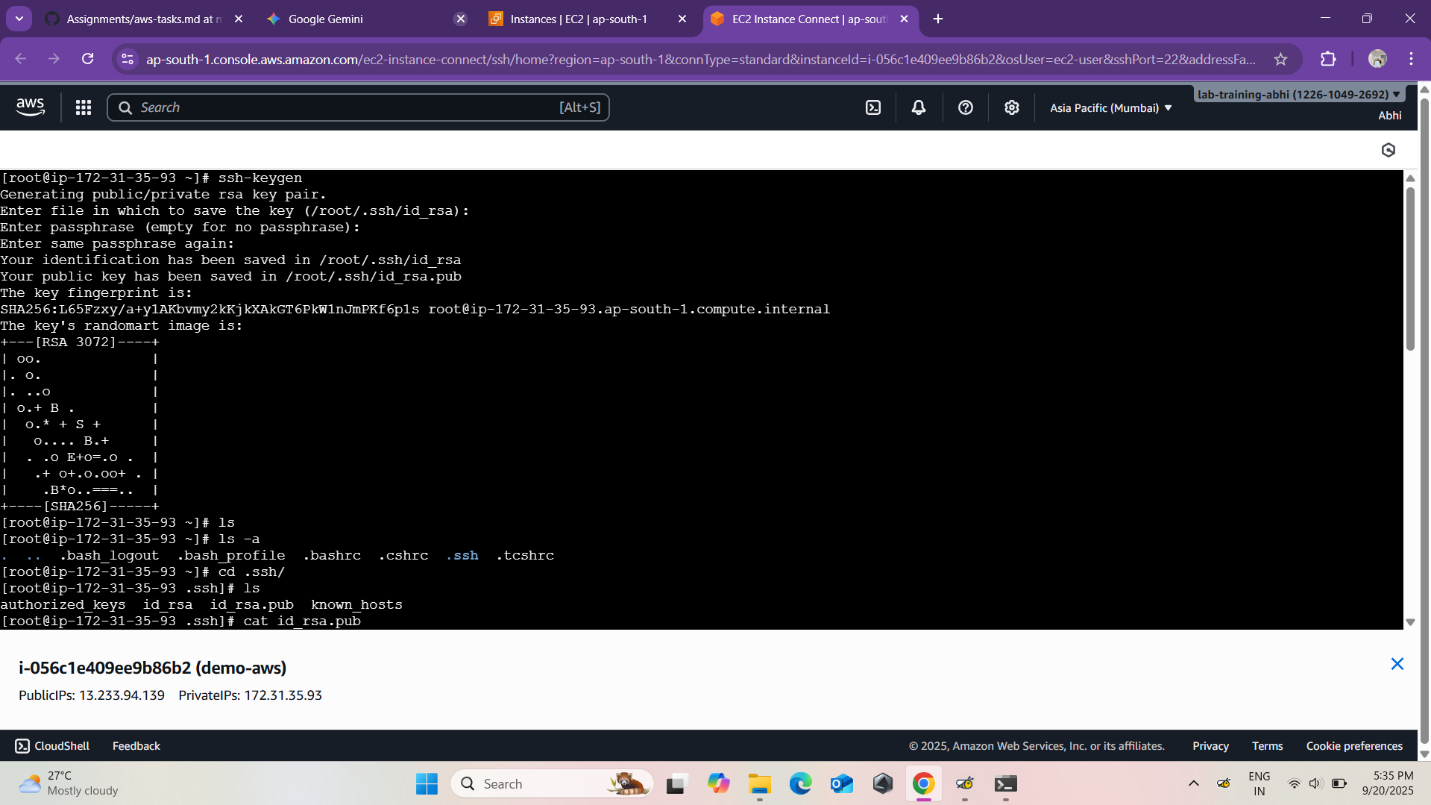 Assignments/aws-tasks.md at n
Google Gemini
Instances | EC2 | ap-south-1
EC2 Instance Connect | ap-sout
ap-south-1.console.aws.amazon.com/ec2-instance-connect/ssh/home?region=ap-south-1&connType=standard&instanceId=i-056c1e409ee9b86b2&osUser=ec2-user&sshPort=22&addressFa...
aws
Search
[Alt+S]
Asia Pacific (Mumbai)
lab-training-abhi (1226-1049-2692)
Abhi
[root@ip-172-31-35-93 ~]# ssh-keygen
Generating public/private rsa key pair.
Enter file in which to save the key (/root/.ssh/id_rsa):
Enter passphrase (empty for no passphrase):
Enter same passphrase again:
Your identification has been saved in /root/.ssh/id_rsa
Your public key has been saved in /root/.ssh/id_rsa.pub
The key fingerprint is:
SHA256:L65Fzxy/a+y1AKbvmy2kKjkXAkGT6PkW1nJmPKf6p1s root@ip-172-31-35-93.ap-south-1.compute.internal
The key's randomart image is:
+---[RSA 3072]----+
| oo.             |
|. o.             |
|. ..o            |
| o.+ B .         |
|  o.* + S +      |
|   o.... B.+     |
|  . .o E+o=.o .  |
|   .+ o+.o.oo+ . |
|    .B*o..===..  |
+----[SHA256]-----+
[root@ip-172-31-35-93 ~]# ls
[root@ip-172-31-35-93 ~]# ls -a
.  ..  .bash_logout  .bash_profile  .bashrc  .cshrc  .ssh  .tcshrc
[root@ip-172-31-35-93 ~]# cd .ssh/
[root@ip-172-31-35-93 .ssh]# ls
authorized_keys  id_rsa  id_rsa.pub  known_hosts
[root@ip-172-31-35-93 .ssh]# cat id_rsa.pub
i-056c1e409ee9b86b2 (demo-aws)
PublicIPs: 13.233.94.139 PrivateIPs: 172.31.35.93
CloudShell
Feedback
© 2025, Amazon Web Services, Inc. or its affiliates.
Privacy
Terms
Cookie preferences
27°C
Mostly cloudy
Search
ENG
IN
5:35 PM
9/20/2025